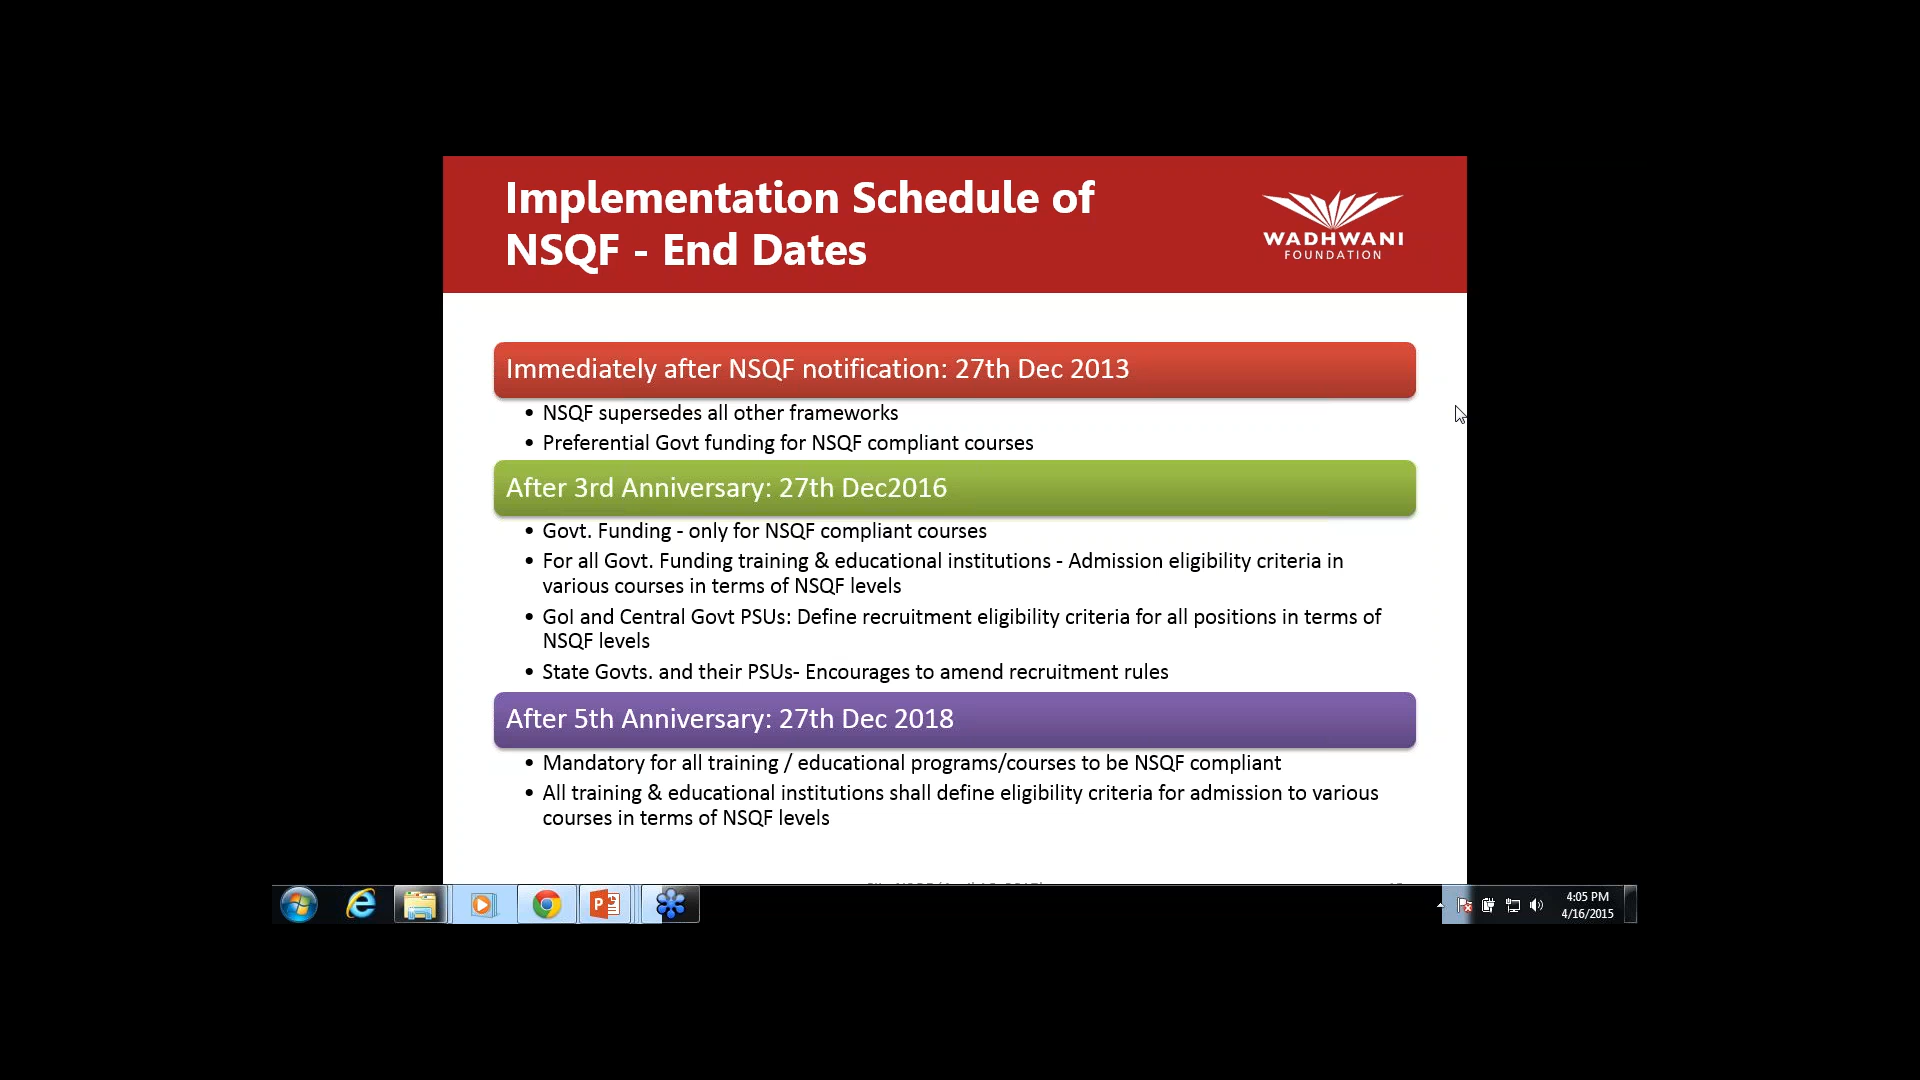 Implementation Schedule of
NSQF - End Dates
WADHWANI
FOUNDATION
Immediately after NSQF notification: 27th Dec 2013
• NSQF supersedes all other frameworks
• Preferential Govt funding for NSQF compliant courses
After 3rd Anniversary: 27th Dec2016
• Govt. Funding - only for NSQF compliant courses
• For all Govt. Funding training & educational institutions - Admission eligibility criteria in
various courses in terms of NSQF levels
• GoI and Central Govt PSUs: Define recruitment eligibility criteria for all positions in terms of
NSQF levels
• State Govts. and their PSUs- Encourages to amend recruitment rules
After 5th Anniversary: 27th Dec 2018
• Mandatory for all training / educational programs/courses to be NSQF compliant
• All training & educational institutions shall define eligibility criteria for admission to various
courses in terms of NSQF levels
4:05 PM
4/16/2015